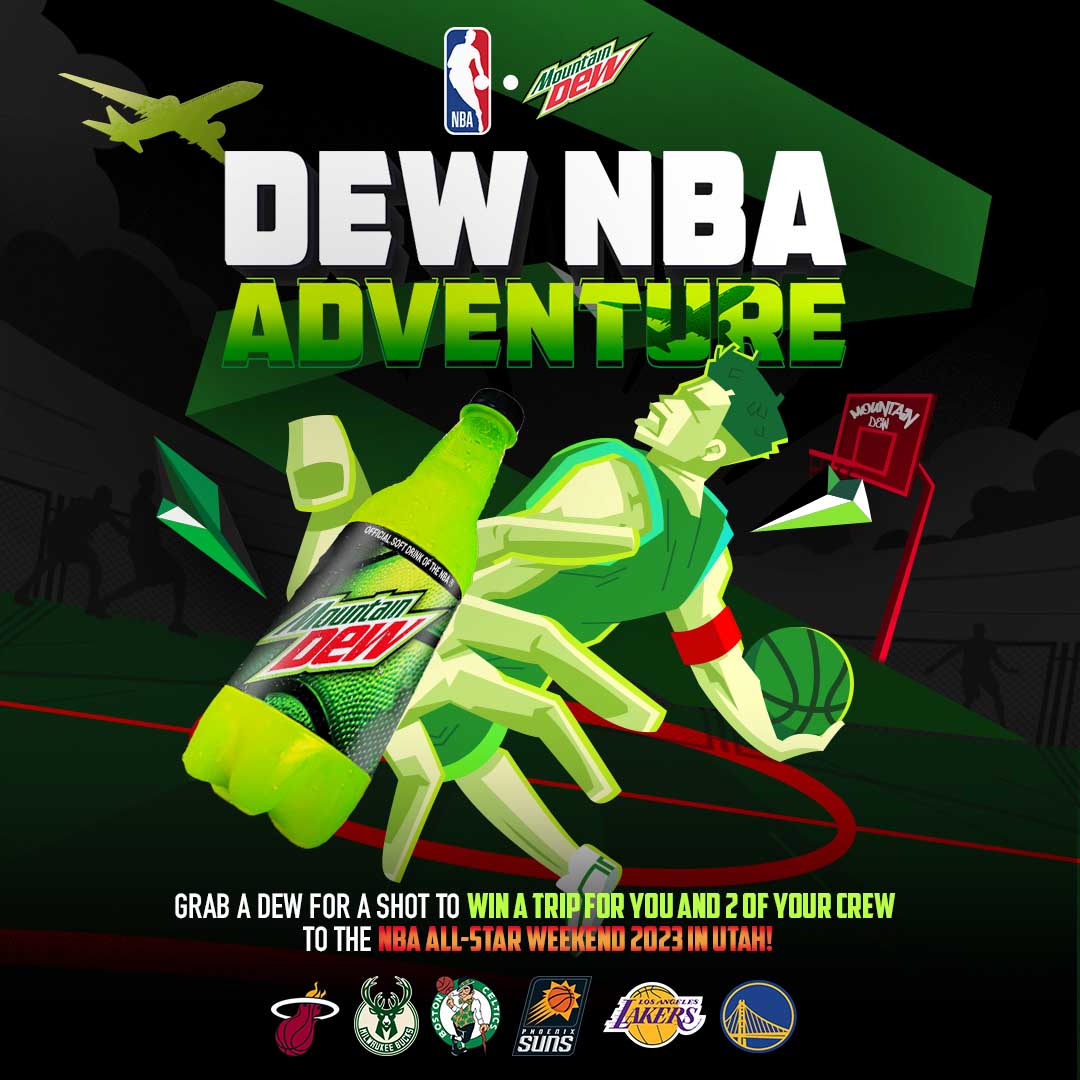 NBA
Mountain
Dew
DEW NBA
ADVENTURE
MOUNTAIN
DEW
OFFICIAL SOFT DRINK OF THE NBA
Mountain
Dew
GRAB A DEW FOR A SHOT TO WIN A TRIP FOR YOU AND 2 OF YOUR CREW
TO THE NBA ALL-STAR WEEKEND 2023 IN UTAH!
MILWAUKEE BUCKS
BOSTON CELTICS
PHOENIX
SUNS
LOS ANGELES
LAKERS